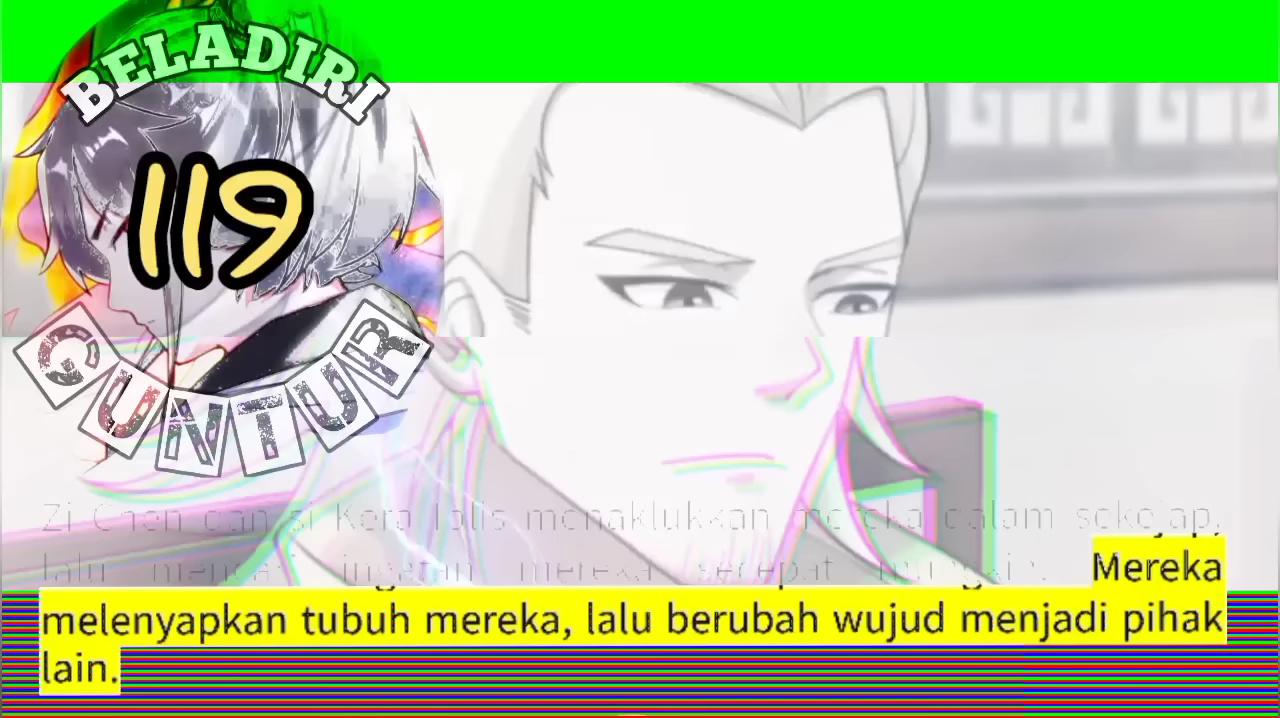 BELADIRI
119
GUNTUR
Zi Chen dan si Kera Iblis menaklukkan mereka dalam sekejap,
lalu mencari ingatan mereka secepat mungkin. Mereka
melenyapkan tubuh mereka, lalu berubah wujud menjadi pihak
lain.